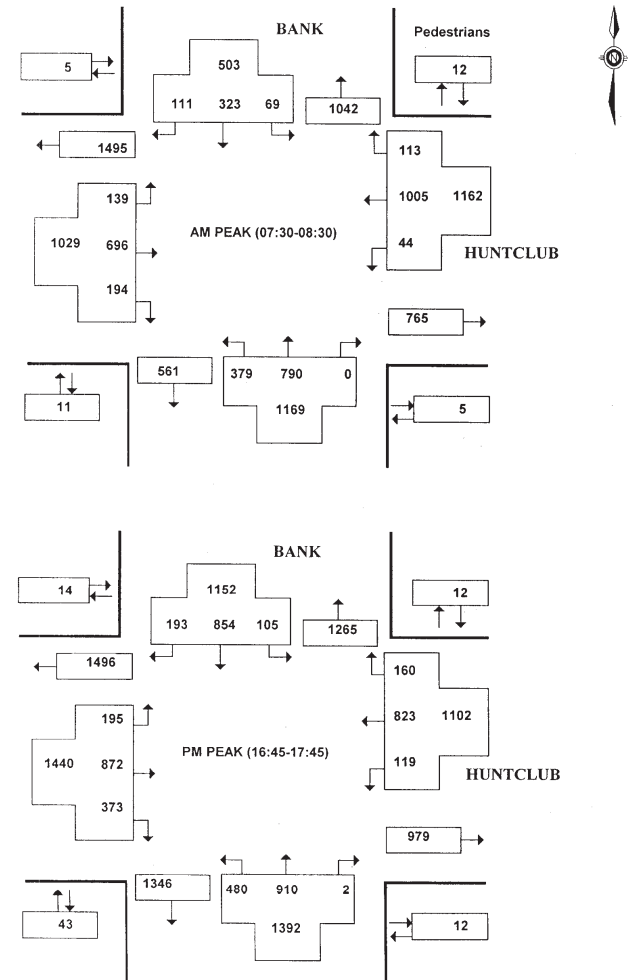 BANK
Pedestrians
N
5
503
12
111 323 69
1042
1495
113
139
1005 1162
1029 696
AM PEAK (07:30-08:30)
44
HUNTCLUB
194
765
561
379 790 0
11
1169
5
BANK
14
1152
12
193 854 105
1265
1496
160
195
823 1102
1440 872
PM PEAK (16:45-17:45)
119
HUNTCLUB
373
979
1346
480 910 2
43
1392
12